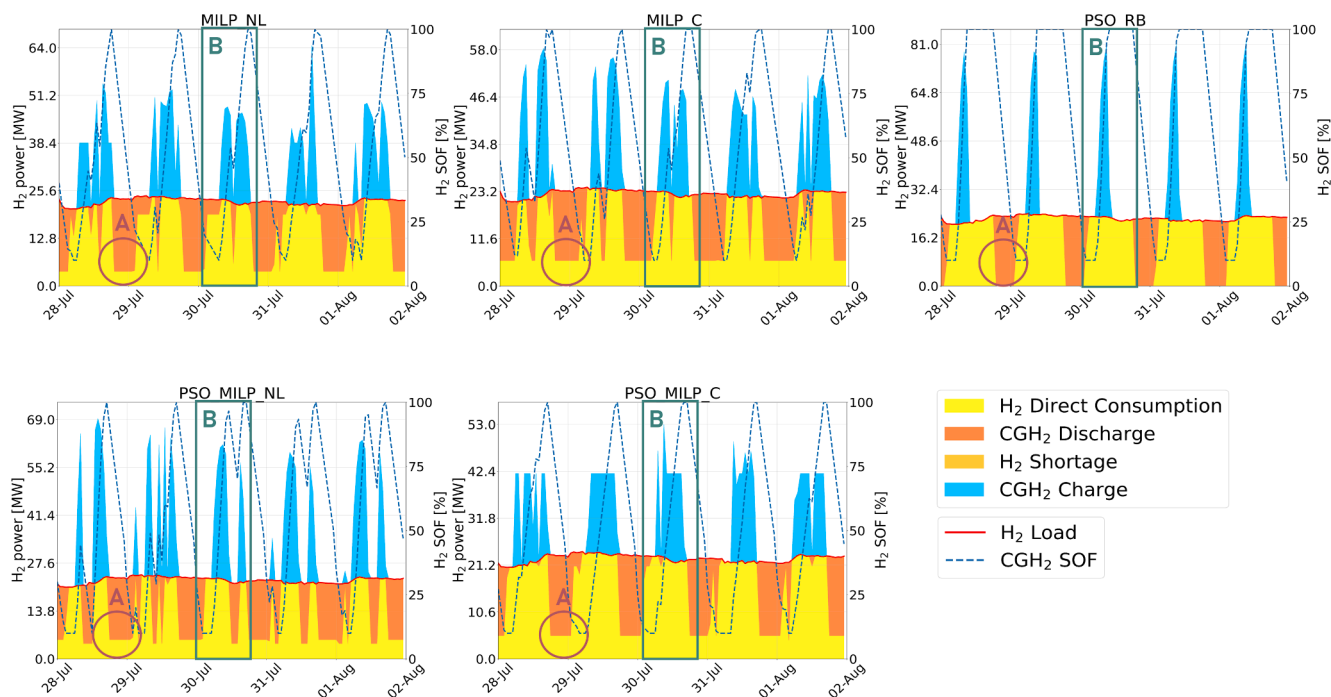 MILP_NL
H₂ power [MW]
64.0
51.2
38.4
25.6
12.8
0.0
100
75
50
25
0
H₂ SOF [%]
28-Jul
29-Jul
30-Jul
31-Jul
01-Aug
02-Aug
A
B
MILP_C
H₂ power [MW]
58.0
46.4
34.8
23.2
11.6
0.0
100
75
50
25
0
H₂ SOF [%]
28-Jul
29-Jul
30-Jul
31-Jul
01-Aug
02-Aug
A
B
PSO_RB
H₂ power [MW]
81.0
64.8
48.6
32.4
16.2
0.0
100
75
50
25
0
H₂ SOF [%]
28-Jul
29-Jul
30-Jul
31-Jul
01-Aug
02-Aug
A
B
PSO_MILP_NL
H₂ power [MW]
69.0
55.2
41.4
27.6
13.8
0.0
100
75
50
25
0
H₂ SOF [%]
28-Jul
29-Jul
30-Jul
31-Jul
01-Aug
02-Aug
A
B
PSO_MILP_C
H₂ power [MW]
53.0
42.4
31.8
21.2
10.6
0.0
100
75
50
25
0
H₂ SOF [%]
28-Jul
29-Jul
30-Jul
31-Jul
01-Aug
02-Aug
A
B
H₂ Direct Consumption
CGH₂ Discharge
H₂ Shortage
CGH₂ Charge
H₂ Load
CGH₂ SOF